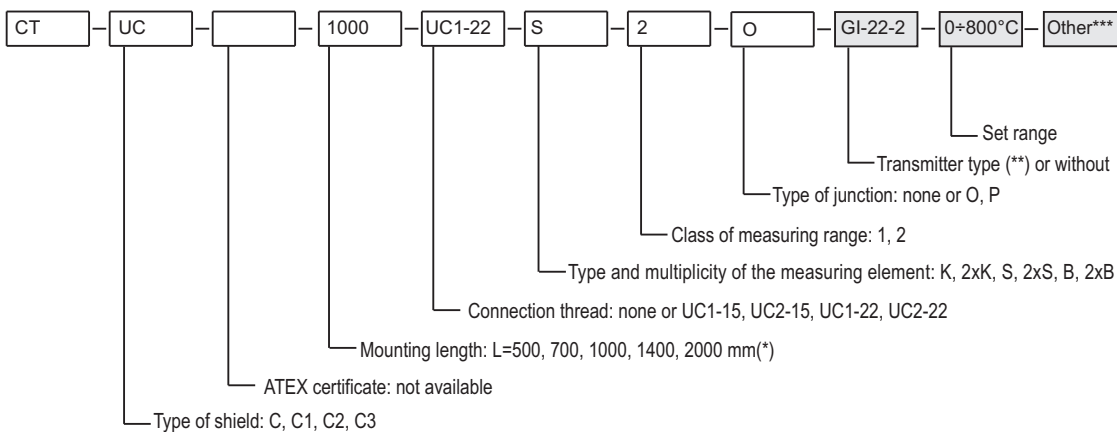 CT – UC – – 1000 – UC1-22 – S – 2 – O – GI-22-2 – 0÷800°C – Other***
Set range
Transmitter type (**) or without
Type of junction: none or O, P
Class of measuring range: 1, 2
Type and multiplicity of the measuring element: K, 2xK, S, 2xS, B, 2xB
Connection thread: none or UC1-15, UC2-15, UC1-22, UC2-22
Mounting length: L=500, 700, 1000, 1400, 2000 mm(*)
ATEX certificate: not available
Type of shield: C, C1, C2, C3